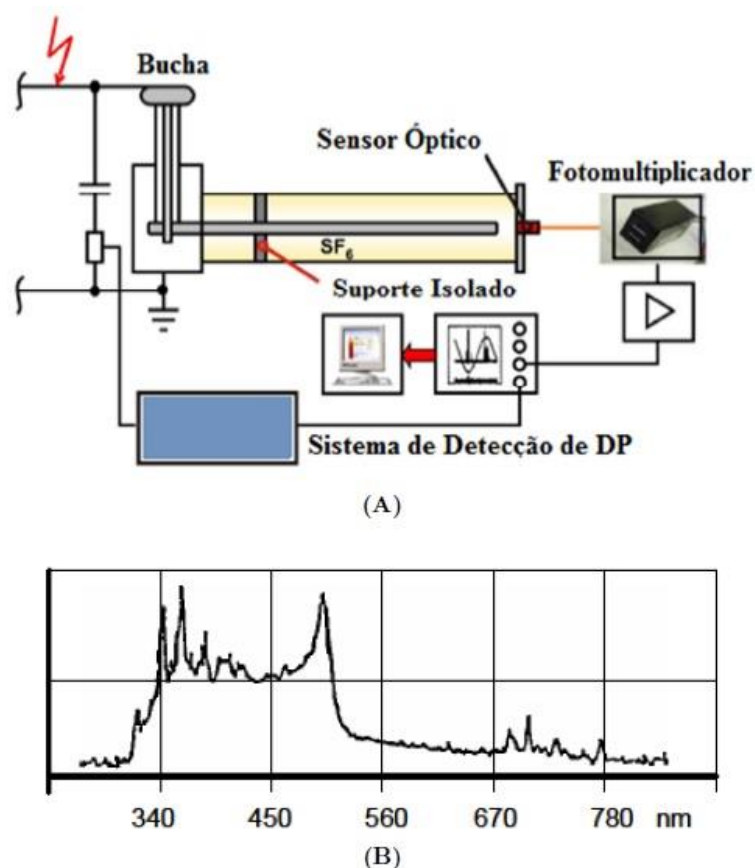 Bucha
Sensor Óptico
Fotomultiplicador
SF₆
Suporte Isolado
Sistema de Detecção de DP
(A)
340 450 560 670 780 nm
(B)